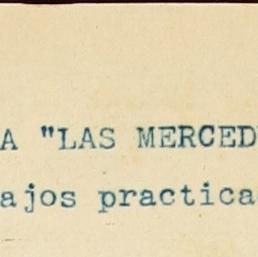 A "LAS MERCED
ajos practica